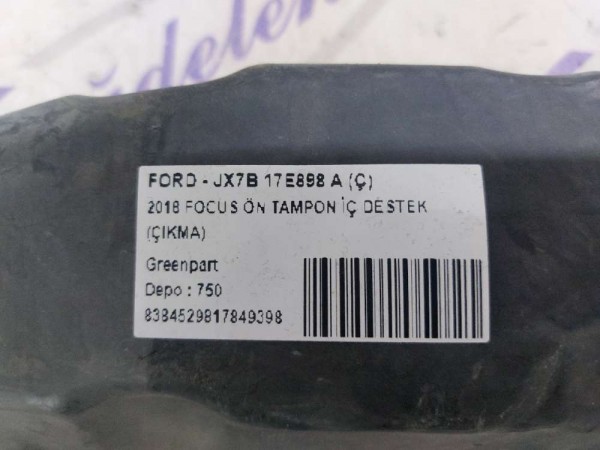 FORD - JX7B 17E898 A (Ç)
2018 FOCUS ÖN TAMPON İÇ DESTEK
(ÇIKMA)
Greenpart
Depo : 750
8384529817849398